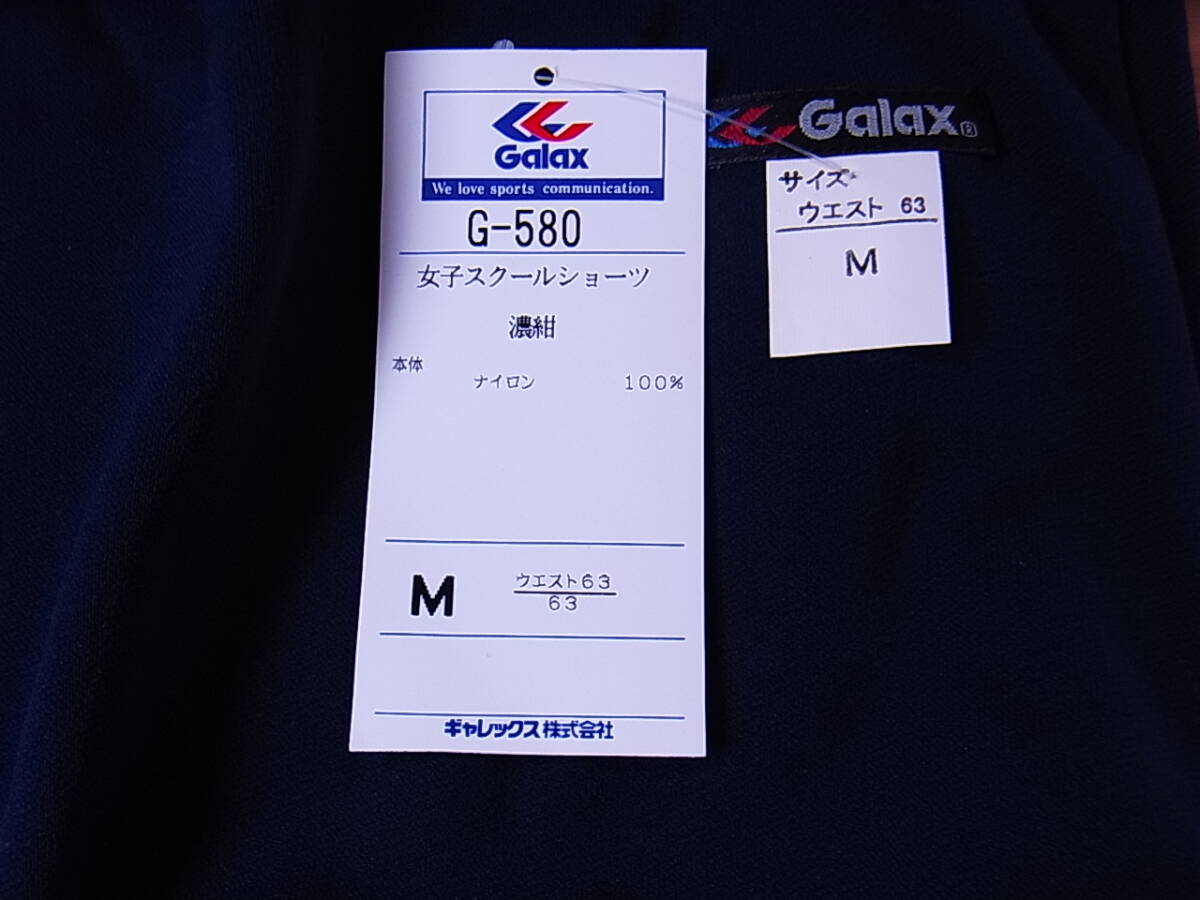 Galax
We love sports communication.
G-580
女子スクールショーツ
濃紺
本体
ナイロン 100%
M
ウエスト63
63
ギャレックス株式会社
Galax®
サイズ
ウエスト 63
M